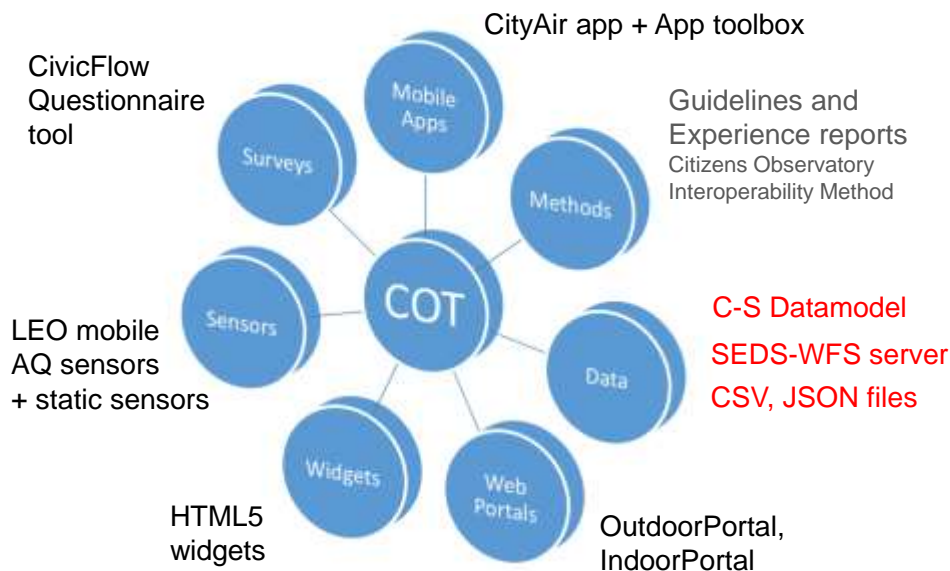 CityAir app + App toolbox
CivicFlow
Questionnaire
tool
Mobile
Apps
Guidelines and
Experience reports
Citizens Observatory
Interoperability Method
Surveys
Methods
COT
Sensors
LEO mobile
AQ sensors
+ static sensors
C-S Datamodel
SEDS-WFS server
CSV, JSON files
Data
Widgets
Web
Portals
HTML5
widgets
OutdoorPortal,
IndoorPortal